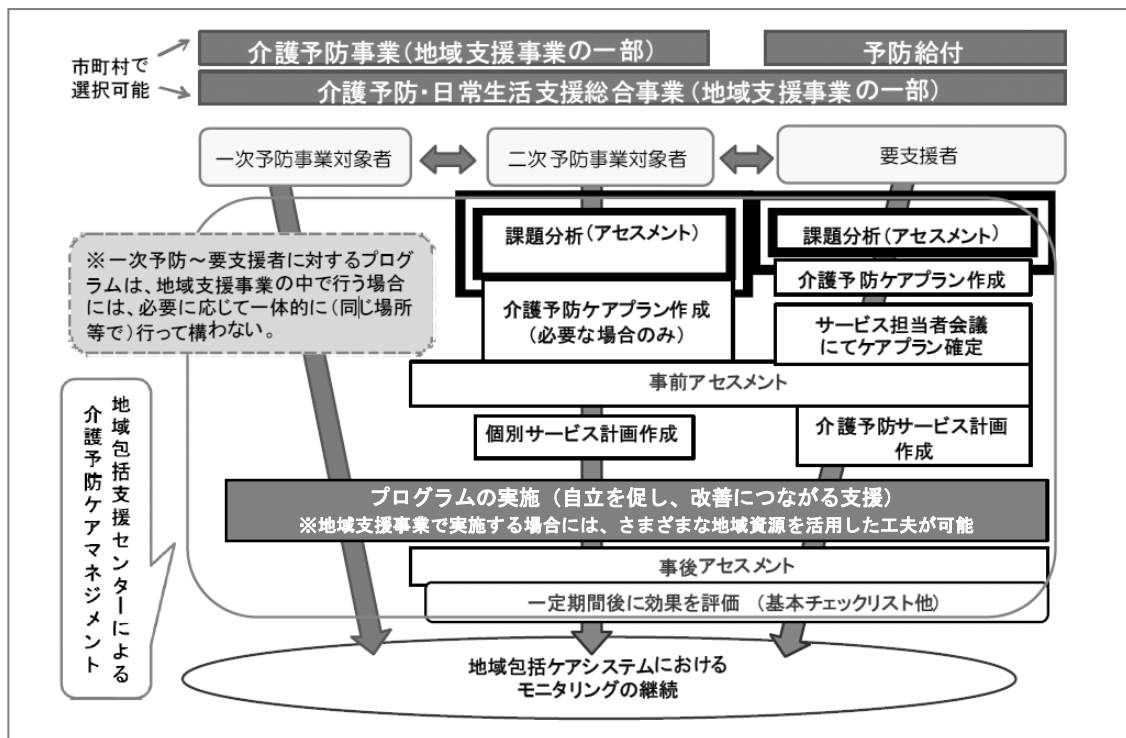 市町村で
選択可能
介護予防事業（地域支援事業の一部）
予防給付
介護予防・日常生活支援総合事業（地域支援事業の一部）
一次予防事業対象者
二次予防事業対象者
要支援者
※一次予防～要支援者に対するプログ
ラムは、地域支援事業の中で行う場合
には、必要に応じて一体的に（同じ場所
等で）行って構わない。
課題分析（アセスメント）
課題分析（アセスメント）
介護予防ケアプラン作成
介護予防ケアプラン作成
（必要な場合のみ）
サービス担当者会議
にてケアプラン確定
事前アセスメント
個別サービス計画作成
介護予防サービス計画
作成
地域包括支援センターによる
介護予防ケアマネジメント
プログラムの実施（自立を促し、改善につながる支援）
※地域支援事業で実施する場合には、さまざまな地域資源を活用した工夫が可能
事後アセスメント
一定期間後に効果を評価　（基本チェックリスト他）
地域包括ケアシステムにおける
モニタリングの継続